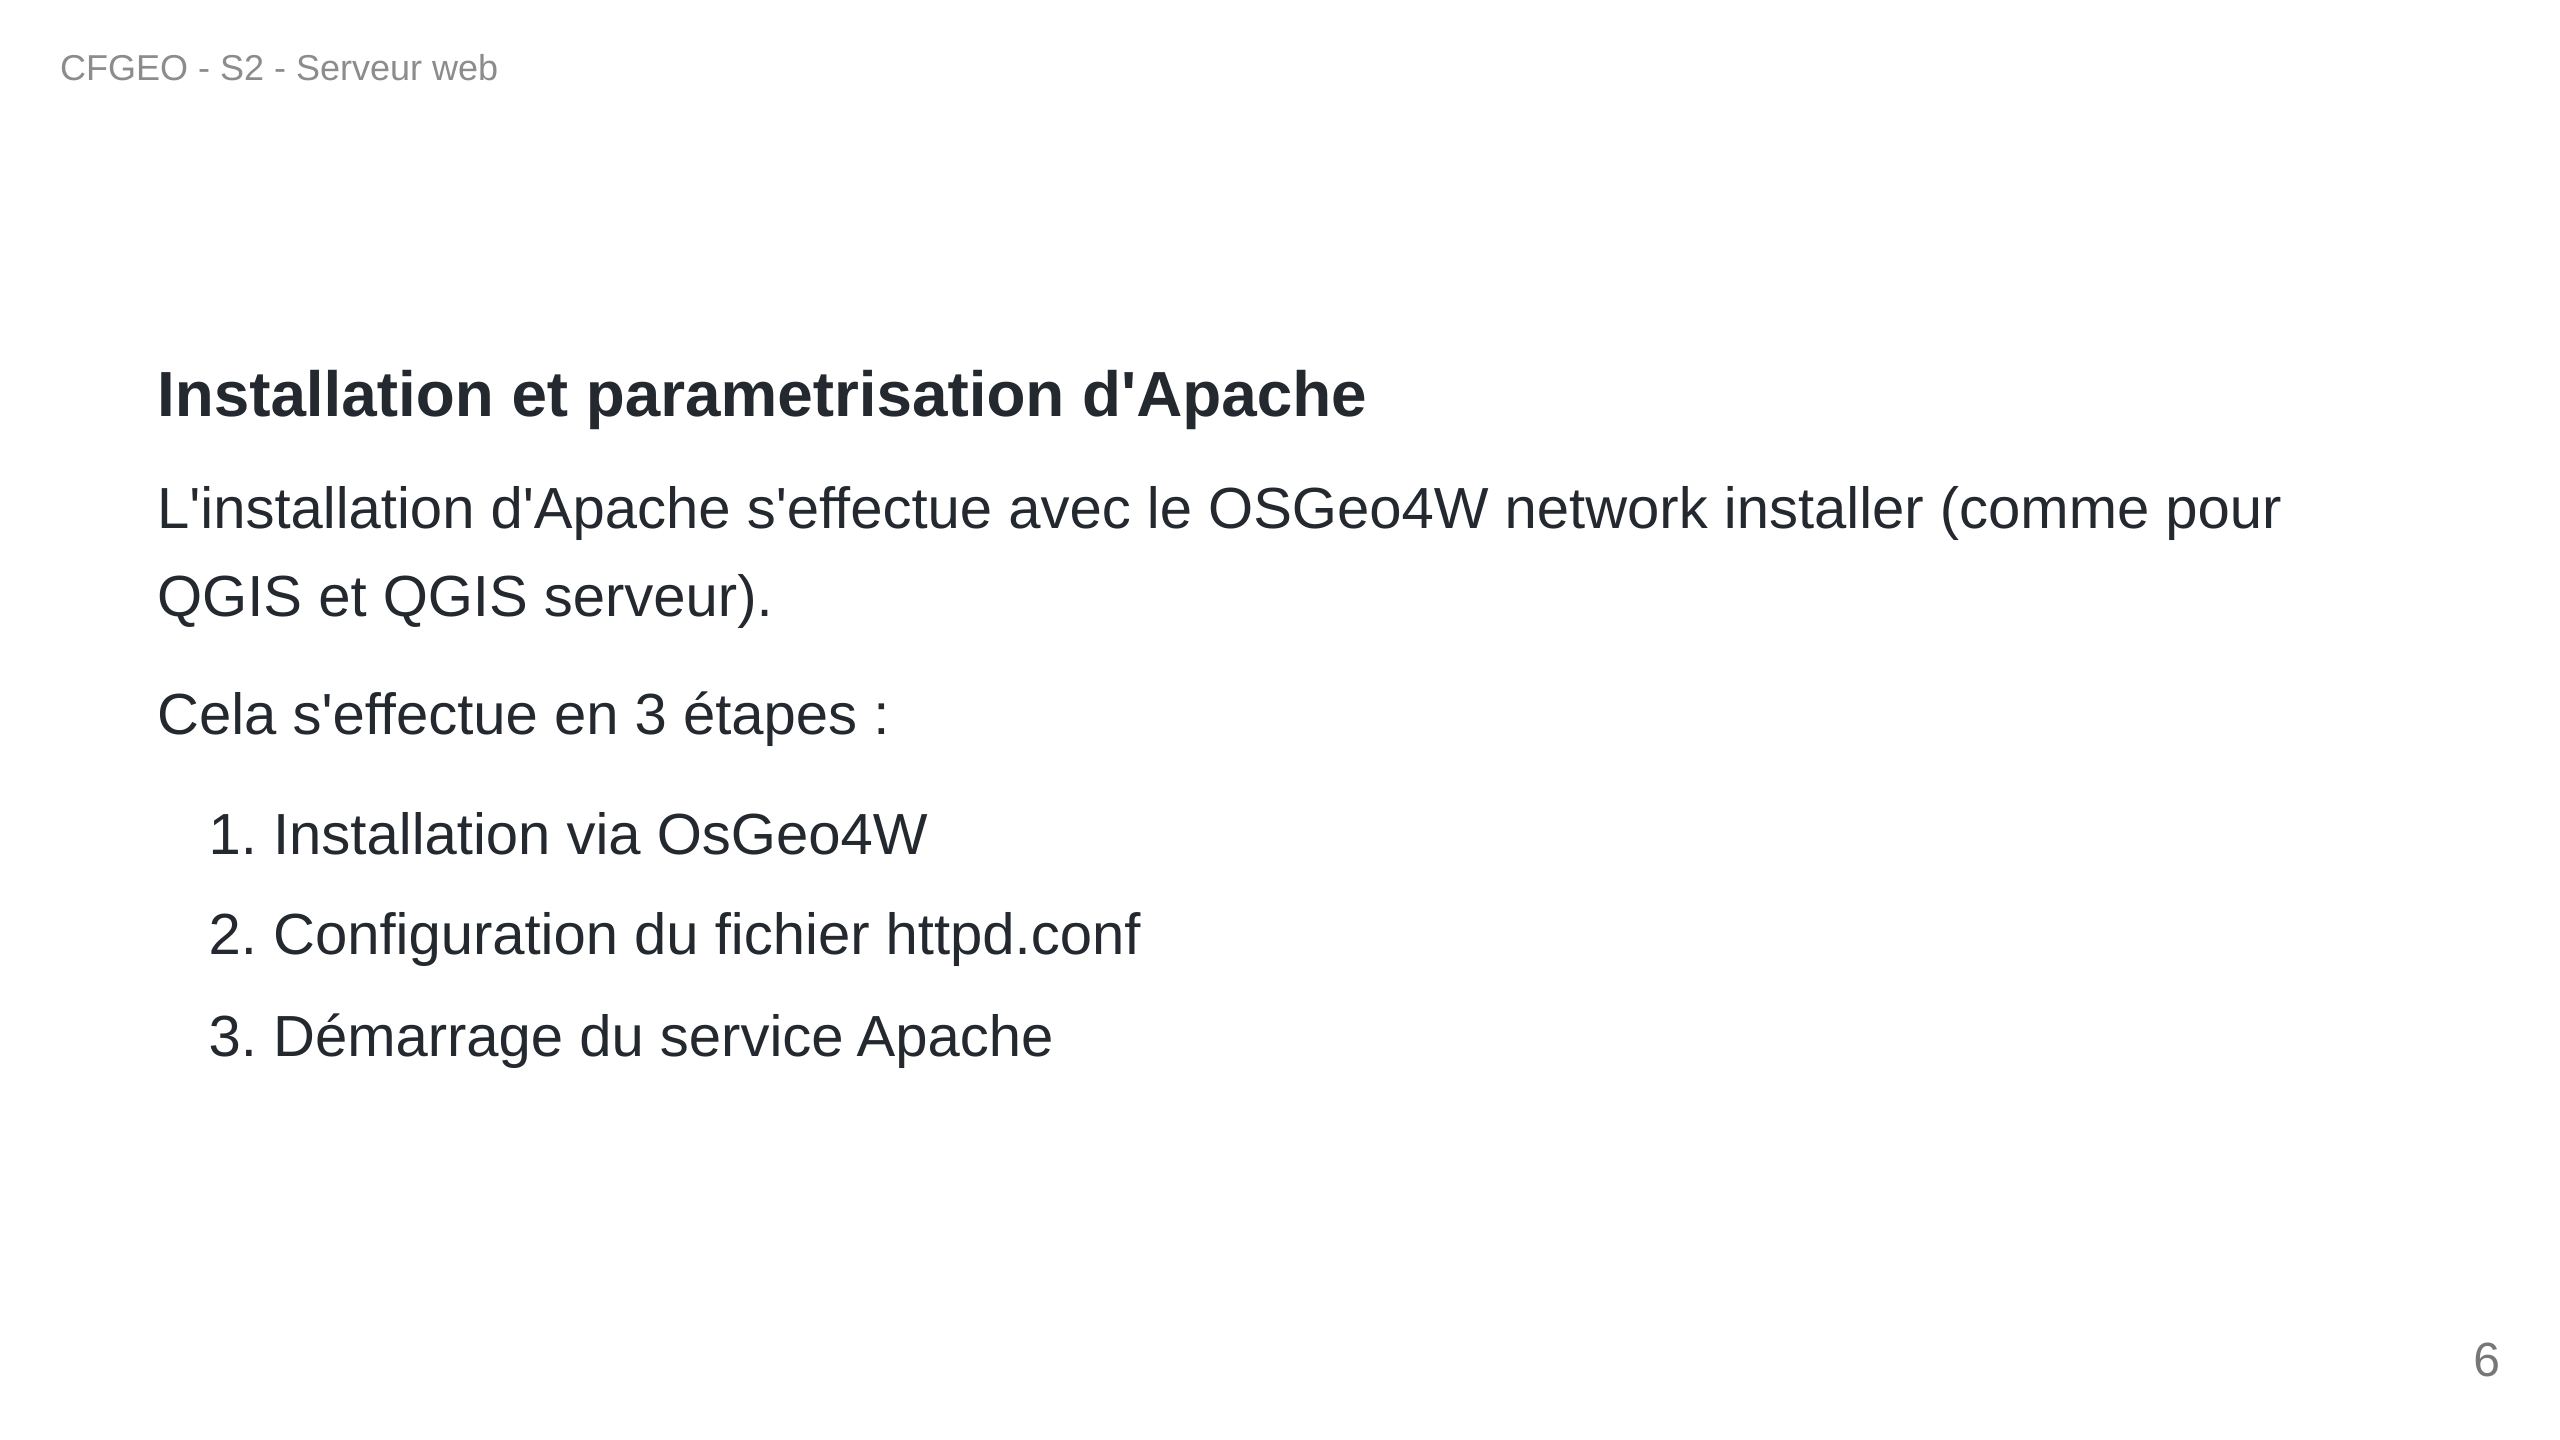 CFGEO - S2 - Serveur web
Installation et parametrisation d'Apache
L'installation d'Apache s'effectue avec le OSGeo4W network installer (comme pour
QGIS et QGIS serveur).
Cela s'effectue en 3 étapes :
1. Installation via OsGeo4W
2. Configuration du fichier httpd.conf
3. Démarrage du service Apache
6